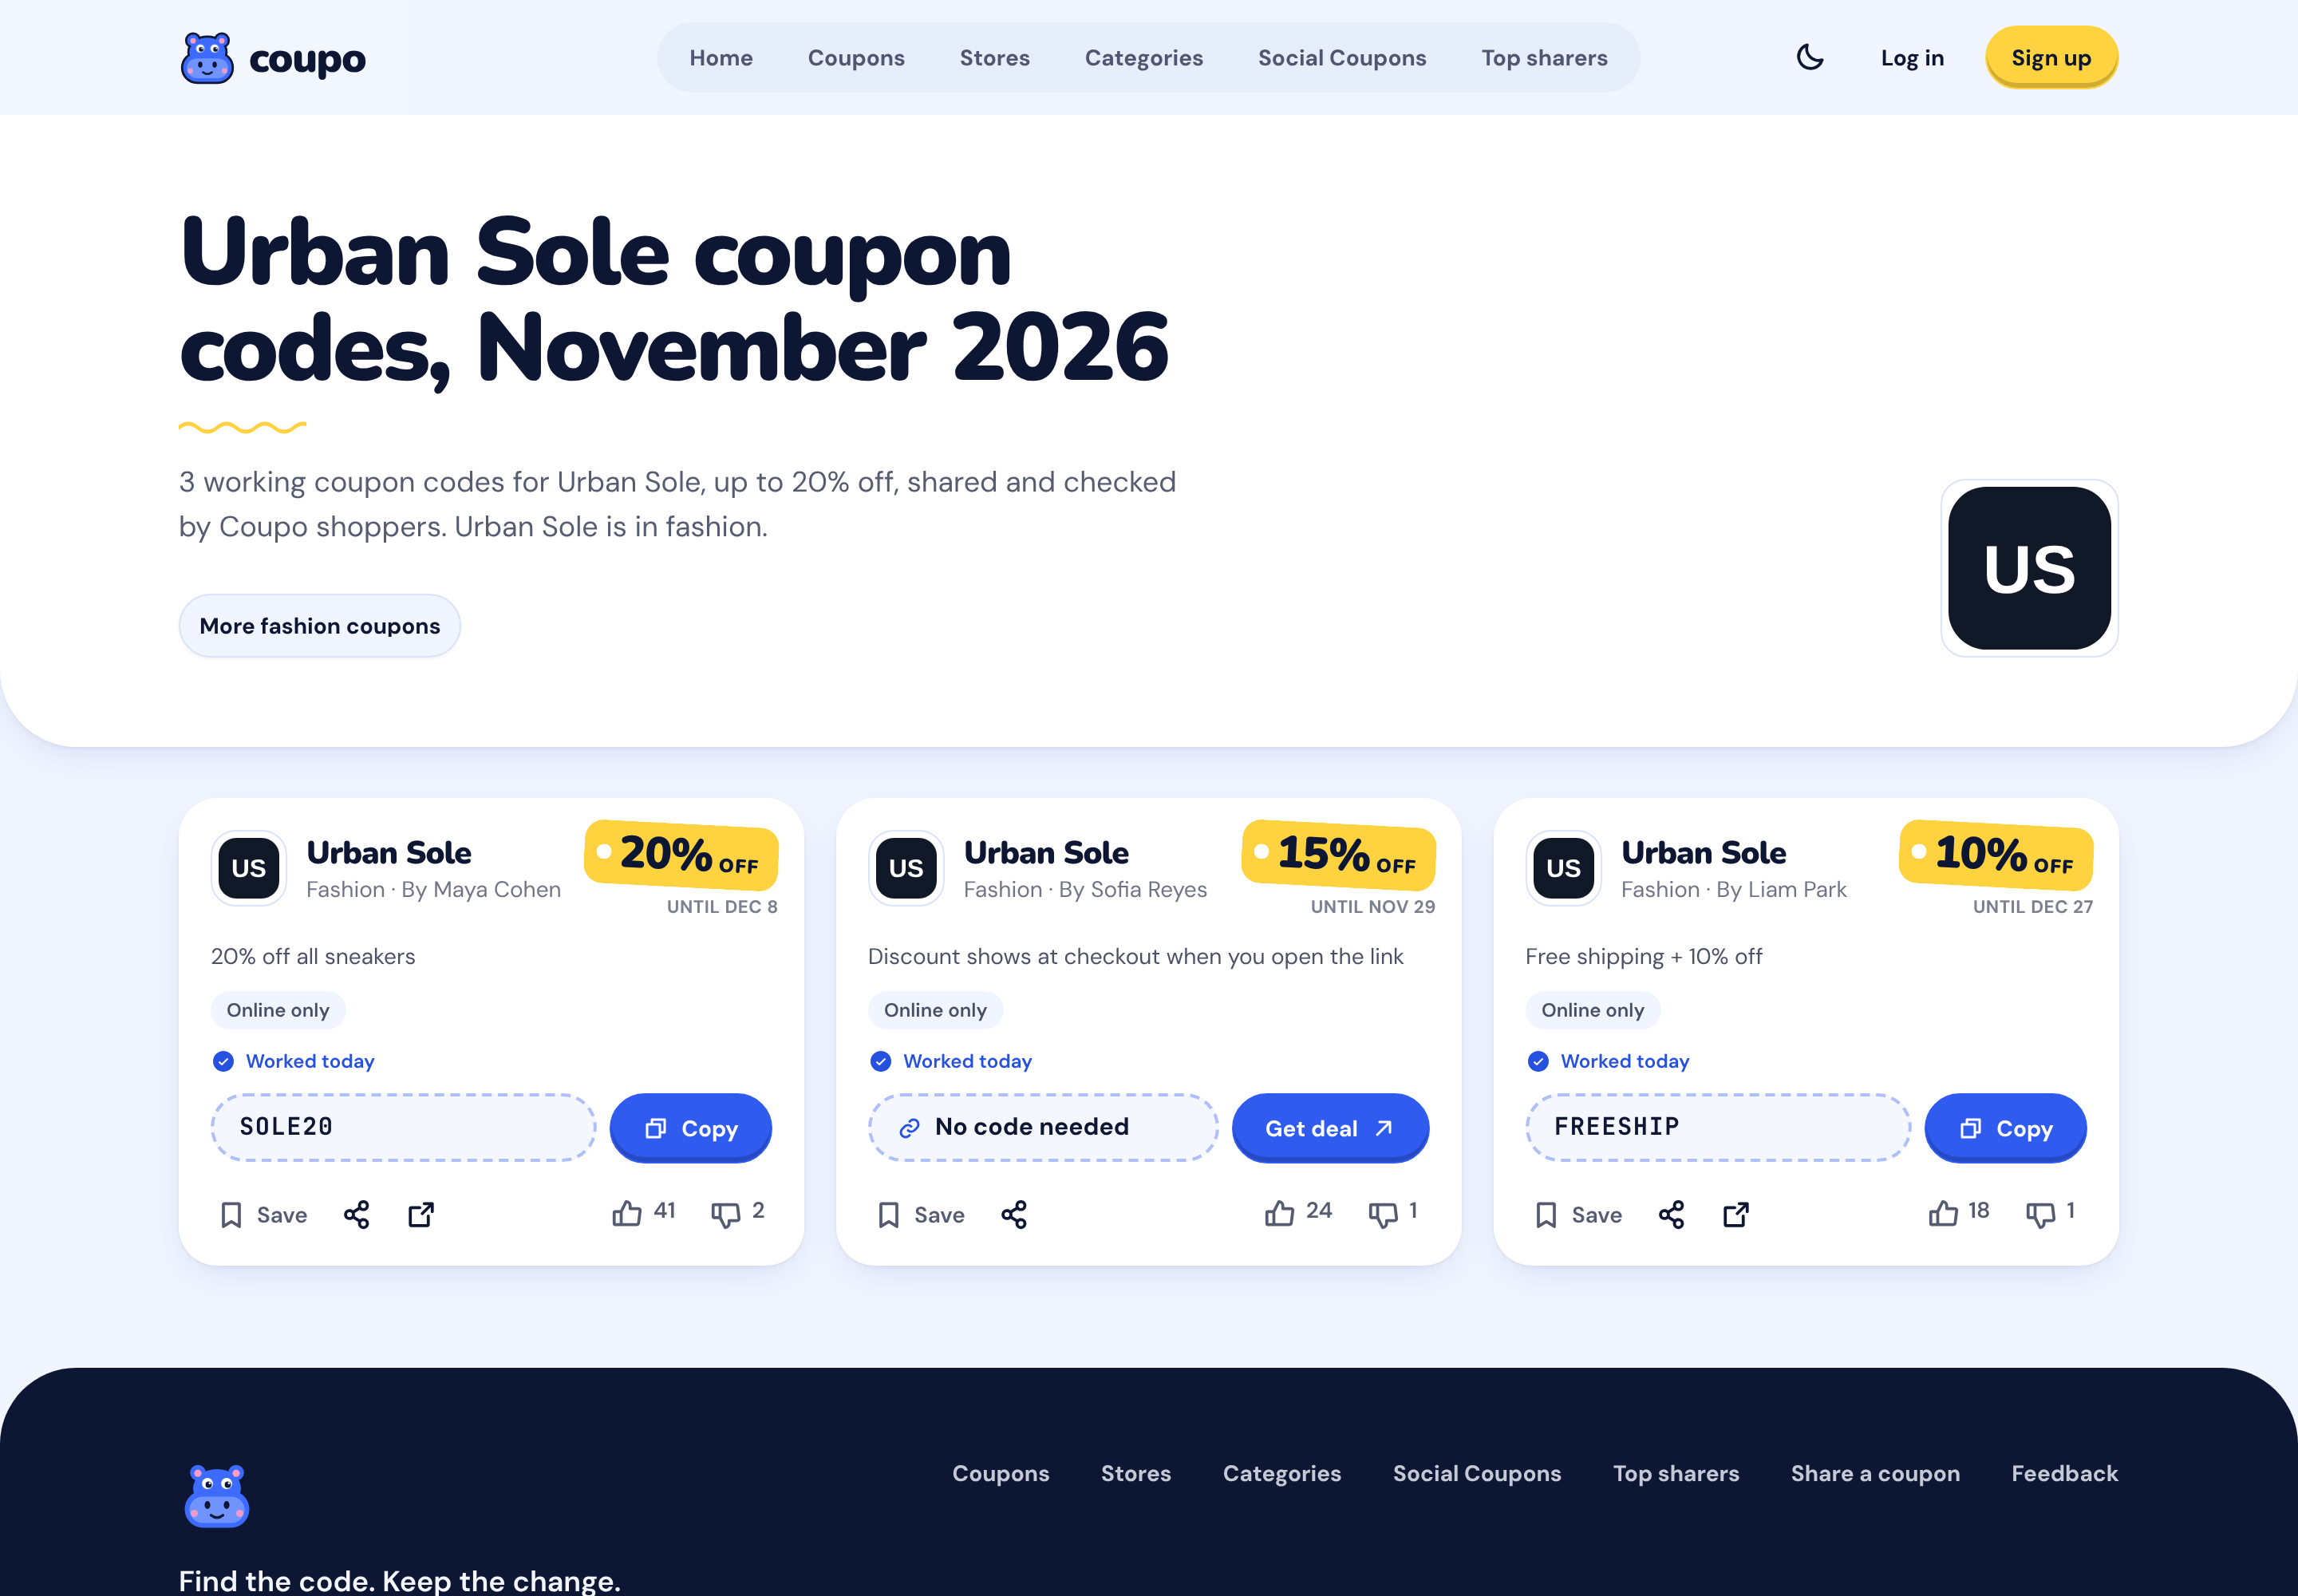 coupo
Home
Coupons
Stores
Categories
Social Coupons
Top sharers
Log in
Sign up
Urban Sole coupon
codes, November 2026
3 working coupon codes for Urban Sole, up to 20% off, shared and checked
by Coupo shoppers. Urban Sole is in fashion.
More fashion coupons
US
US
Urban Sole
Fashion · By Maya Cohen
20% OFF
UNTIL DEC 8
20% off all sneakers
Online only
Worked today
SOLE20
Copy
Save
41
2
US
Urban Sole
Fashion · By Sofia Reyes
15% OFF
UNTIL NOV 29
Discount shows at checkout when you open the link
Online only
Worked today
No code needed
Get deal
Save
24
1
US
Urban Sole
Fashion · By Liam Park
10% OFF
UNTIL DEC 27
Free shipping + 10% off
Online only
Worked today
FREESHIP
Copy
Save
18
1
Coupons
Stores
Categories
Social Coupons
Top sharers
Share a coupon
Feedback
Find the code. Keep the change.